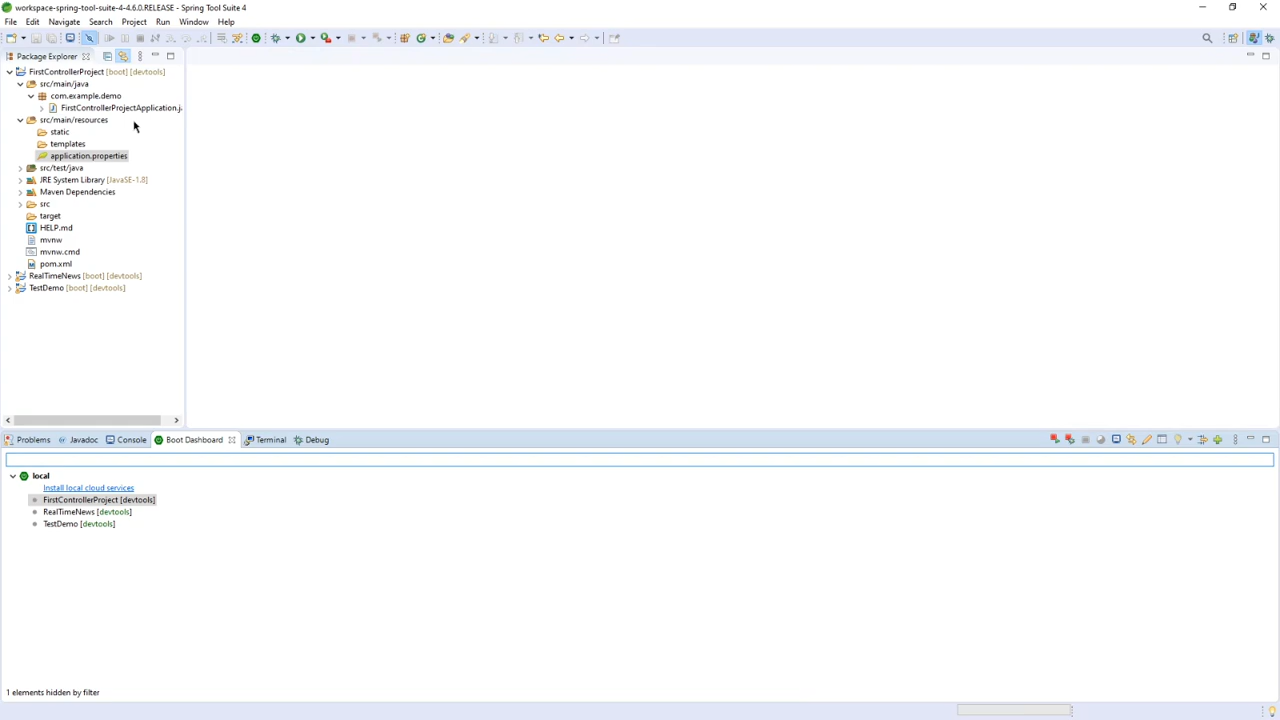 workspace-spring-tool-suite-4-4.6.0.RELEASE - Spring Tool Suite 4
File Edit Navigate Search Project Run Window Help
Package Explorer
FirstControllerProject [boot] [devtools]
src/main/java
com.example.demo
FirstControllerProjectApplication.j
src/main/resources
static
templates
application.properties
src/test/java
JRE System Library [JavaSE-1.8]
Maven Dependencies
src
target
HELP.md
mvnw
mvnw.cmd
pom.xml
RealTimeNews [boot] [devtools]
TestDemo [boot] [devtools]
Problems Javadoc Console Boot Dashboard Terminal Debug
local
Install local cloud services
FirstControllerProject [devtools]
RealTimeNews [devtools]
TestDemo [devtools]
1 elements hidden by filter